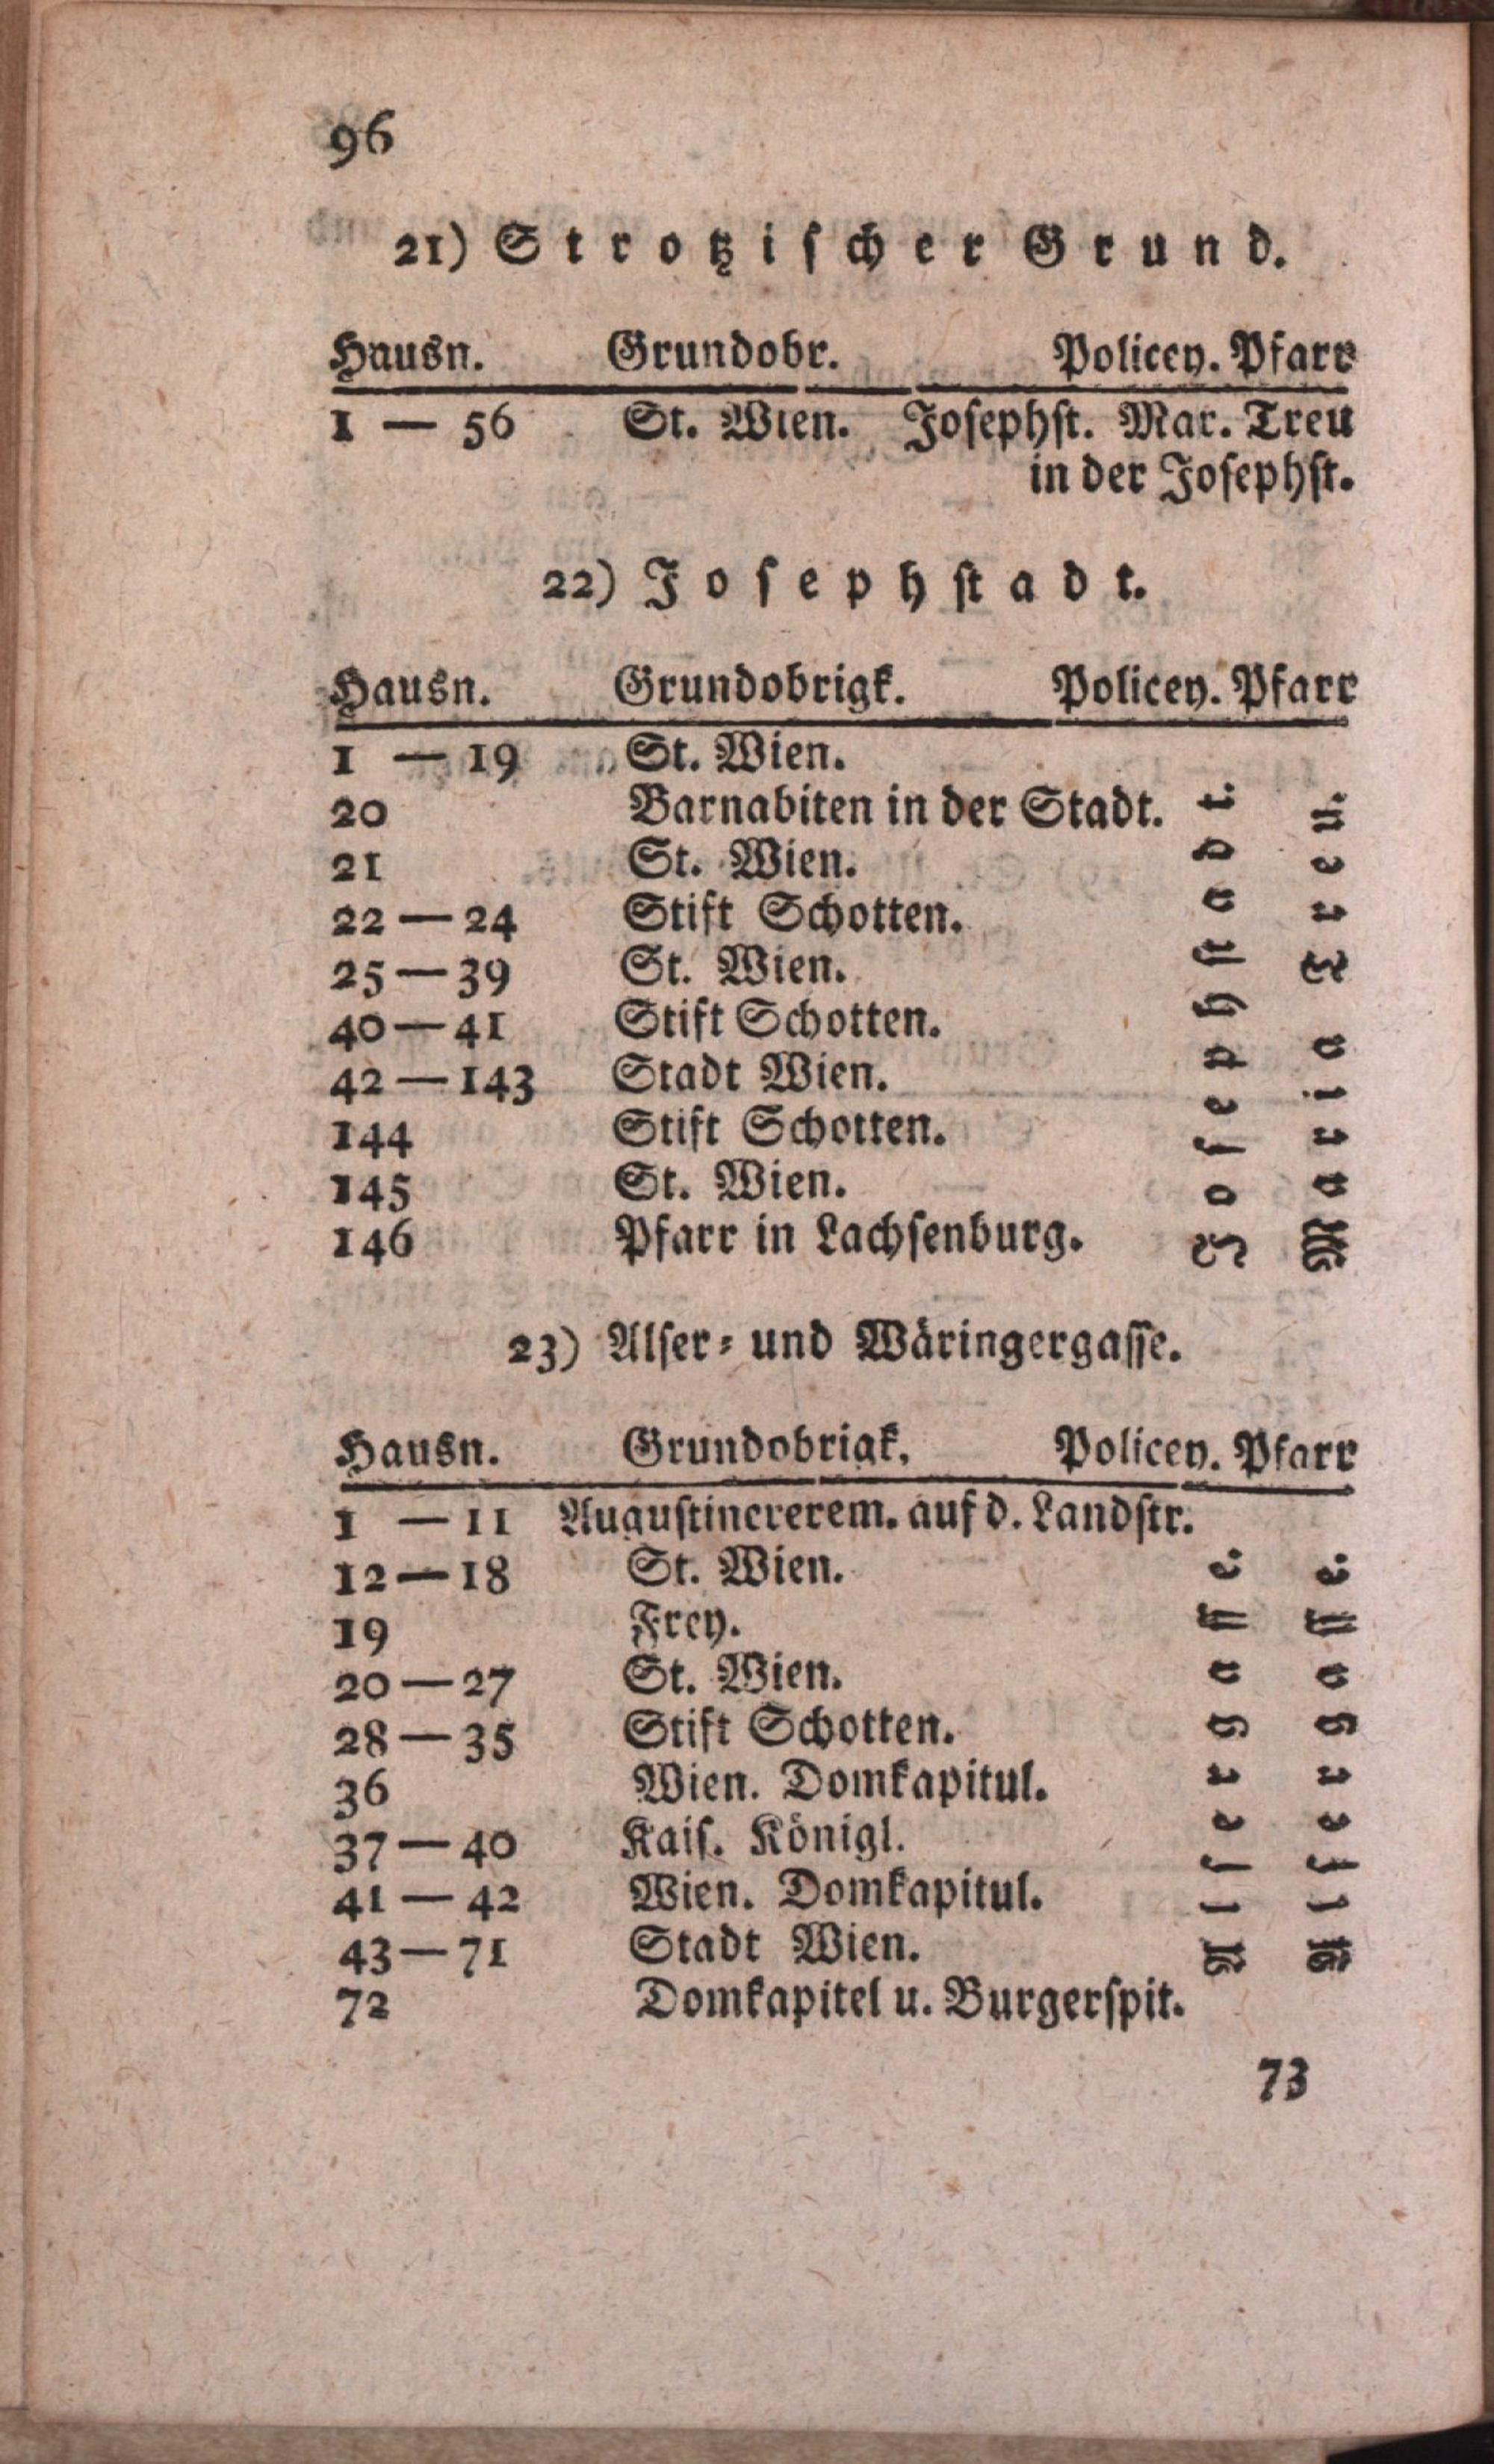 96
21) Strotzischer Grund.
Hausn. Grundobr. Policey. Pfarr
1 — 56 St. Wien. Josephst. Mar. Treu
in der Josephst.
22) Josephstadt.
Hausn. Grundobrigk. Policey. Pfarr
1 — 19 St. Wien.
20 Barnabiten in der Stadt.
21 St. Wien.
22 — 24 Stift Schotten.
25 — 39 St. Wien.
40 — 41 Stift Schotten.
42 — 143 Stadt Wien.
144 Stift Schotten.
145 St. Wien.
146 Pfarr in Lachsenburg.
Josephstadt.
Maria Treu.
23) Alser- und Wäringergasse.
Hausn. Grundobrigk. Policey. Pfarr
1 — 11 Augustinererem. auf d. Landstr.
12 — 18 St. Wien.
19 Frey.
20 — 27 St. Wien.
28 — 35 Stift Schotten.
36 Wien. Domkapitul.
37 — 40 Kais. Königl.
41 — 42 Wien. Domkapitul.
43 — 71 Stadt Wien.
72 Domkapitel u. Burgerspit.
Alsergasse.
Alsergasse.
73